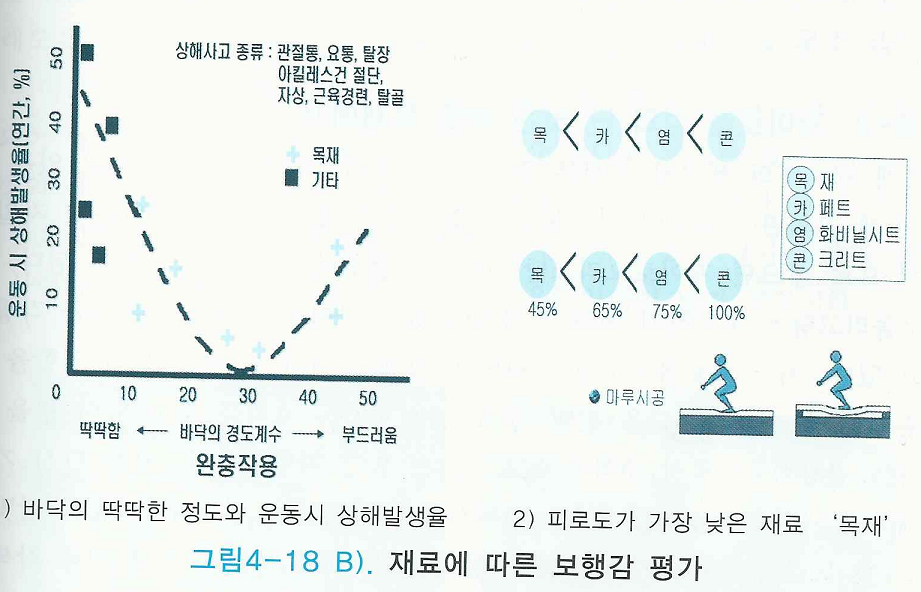 상해사고 종류 : 관절통, 요통, 탈장
아킬레스건 절단,
자상, 근육경련, 탈골
목재
기타
운동 시 상해발생율(연간, %)
50
40
30
20
10
0
10
20
30
40
50
딱딱함 ← 바닥의 경도계수 → 부드러움
완충작용
목 < 카 < 염 < 콘
목 재
카 페트
염 화비닐시트
콘 크리트
목 < 카 < 염 < 콘
45% 65% 75% 100%
마루시공
) 바닥의 딱딱한 정도와 운동시 상해발생율
2) 피로도가 가장 낮은 재료 ‘목재’
그림4-18 B). 재료에 따른 보행감 평가